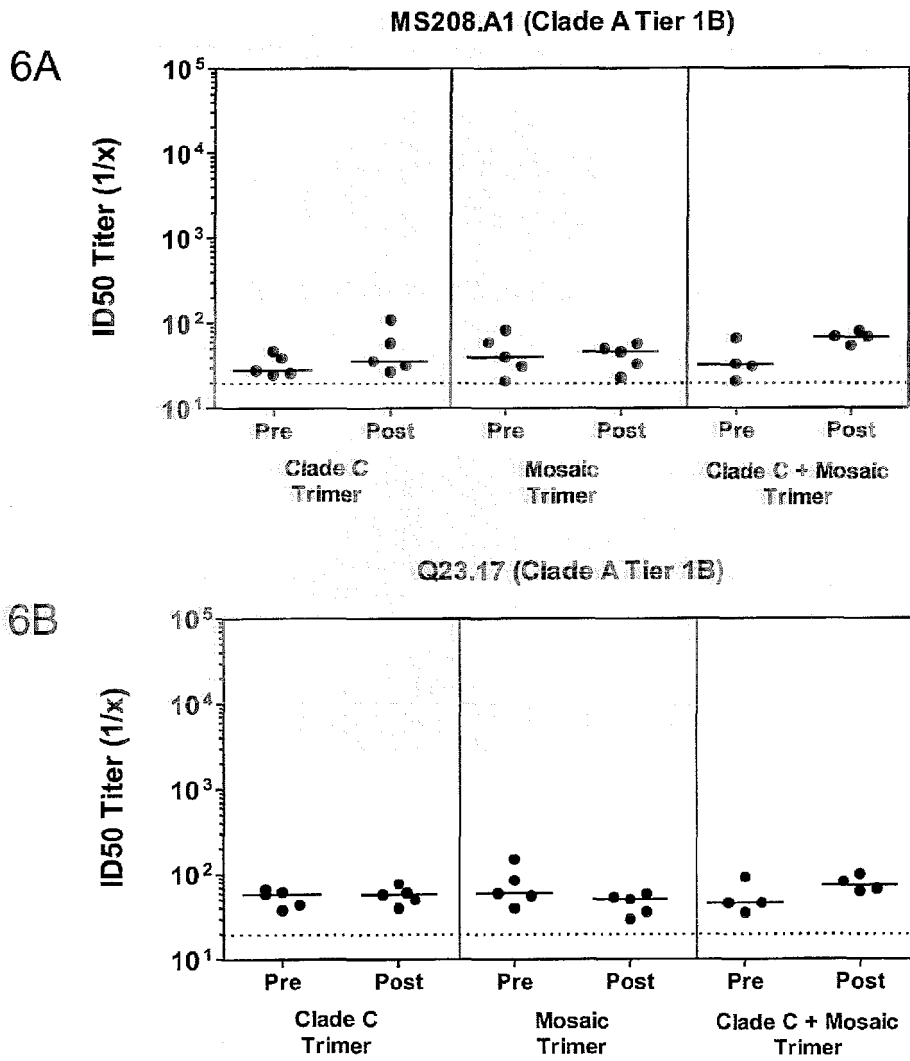 MS208.A1 (Clade A Tier 1B)
6A
ID50 Titer (1/x)
10^5
10^4
10^3
10^2
10^1
Pre Post Pre Post Pre Post
Clade C Mosaic Clade C + Mosaic
Trimer Trimer Trimer
Q23.17 (Clade A Tier 1B)
6B
ID50 Titer (1/x)
10^5
10^4
10^3
10^2
10^1
Pre Post Pre Post Pre Post
Clade C Mosaic Clade C + Mosaic
Trimer Trimer Trimer